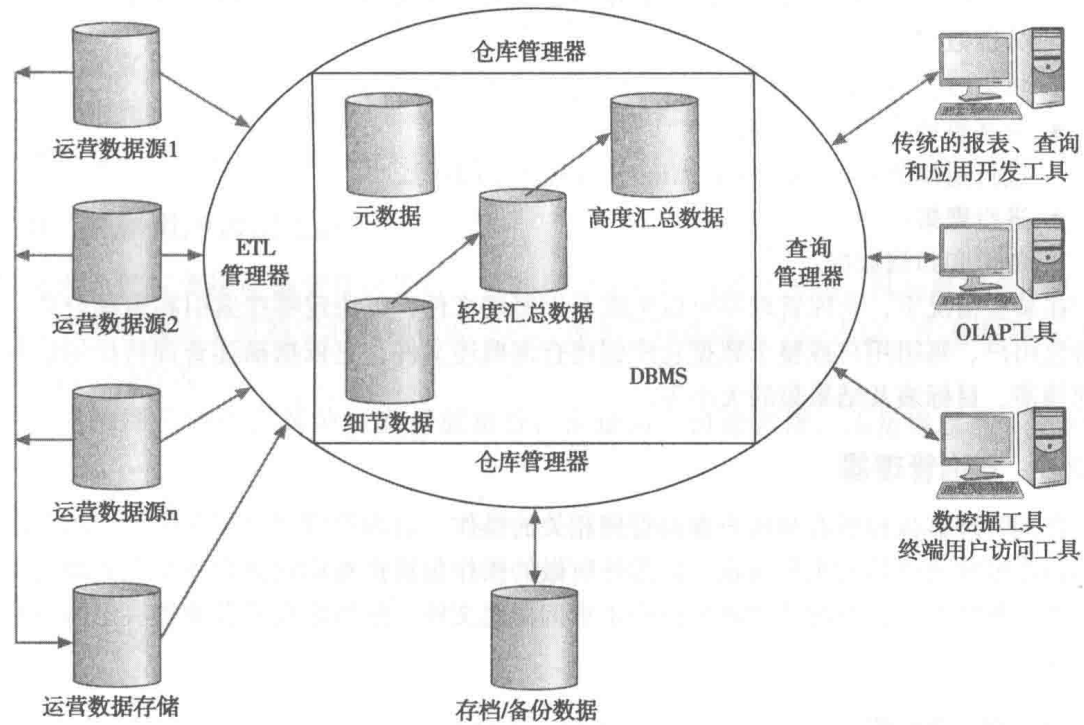 仓库管理器
运营数据源1
元数据
高度汇总数据
传统的报表、查询
和应用开发工具
ETL
管理器
查询
管理器
运营数据源2
轻度汇总数据
OLAP工具
DBMS
细节数据
仓库管理器
运营数据源n
数挖掘工具
终端用户访问工具
运营数据存储
存档/备份数据